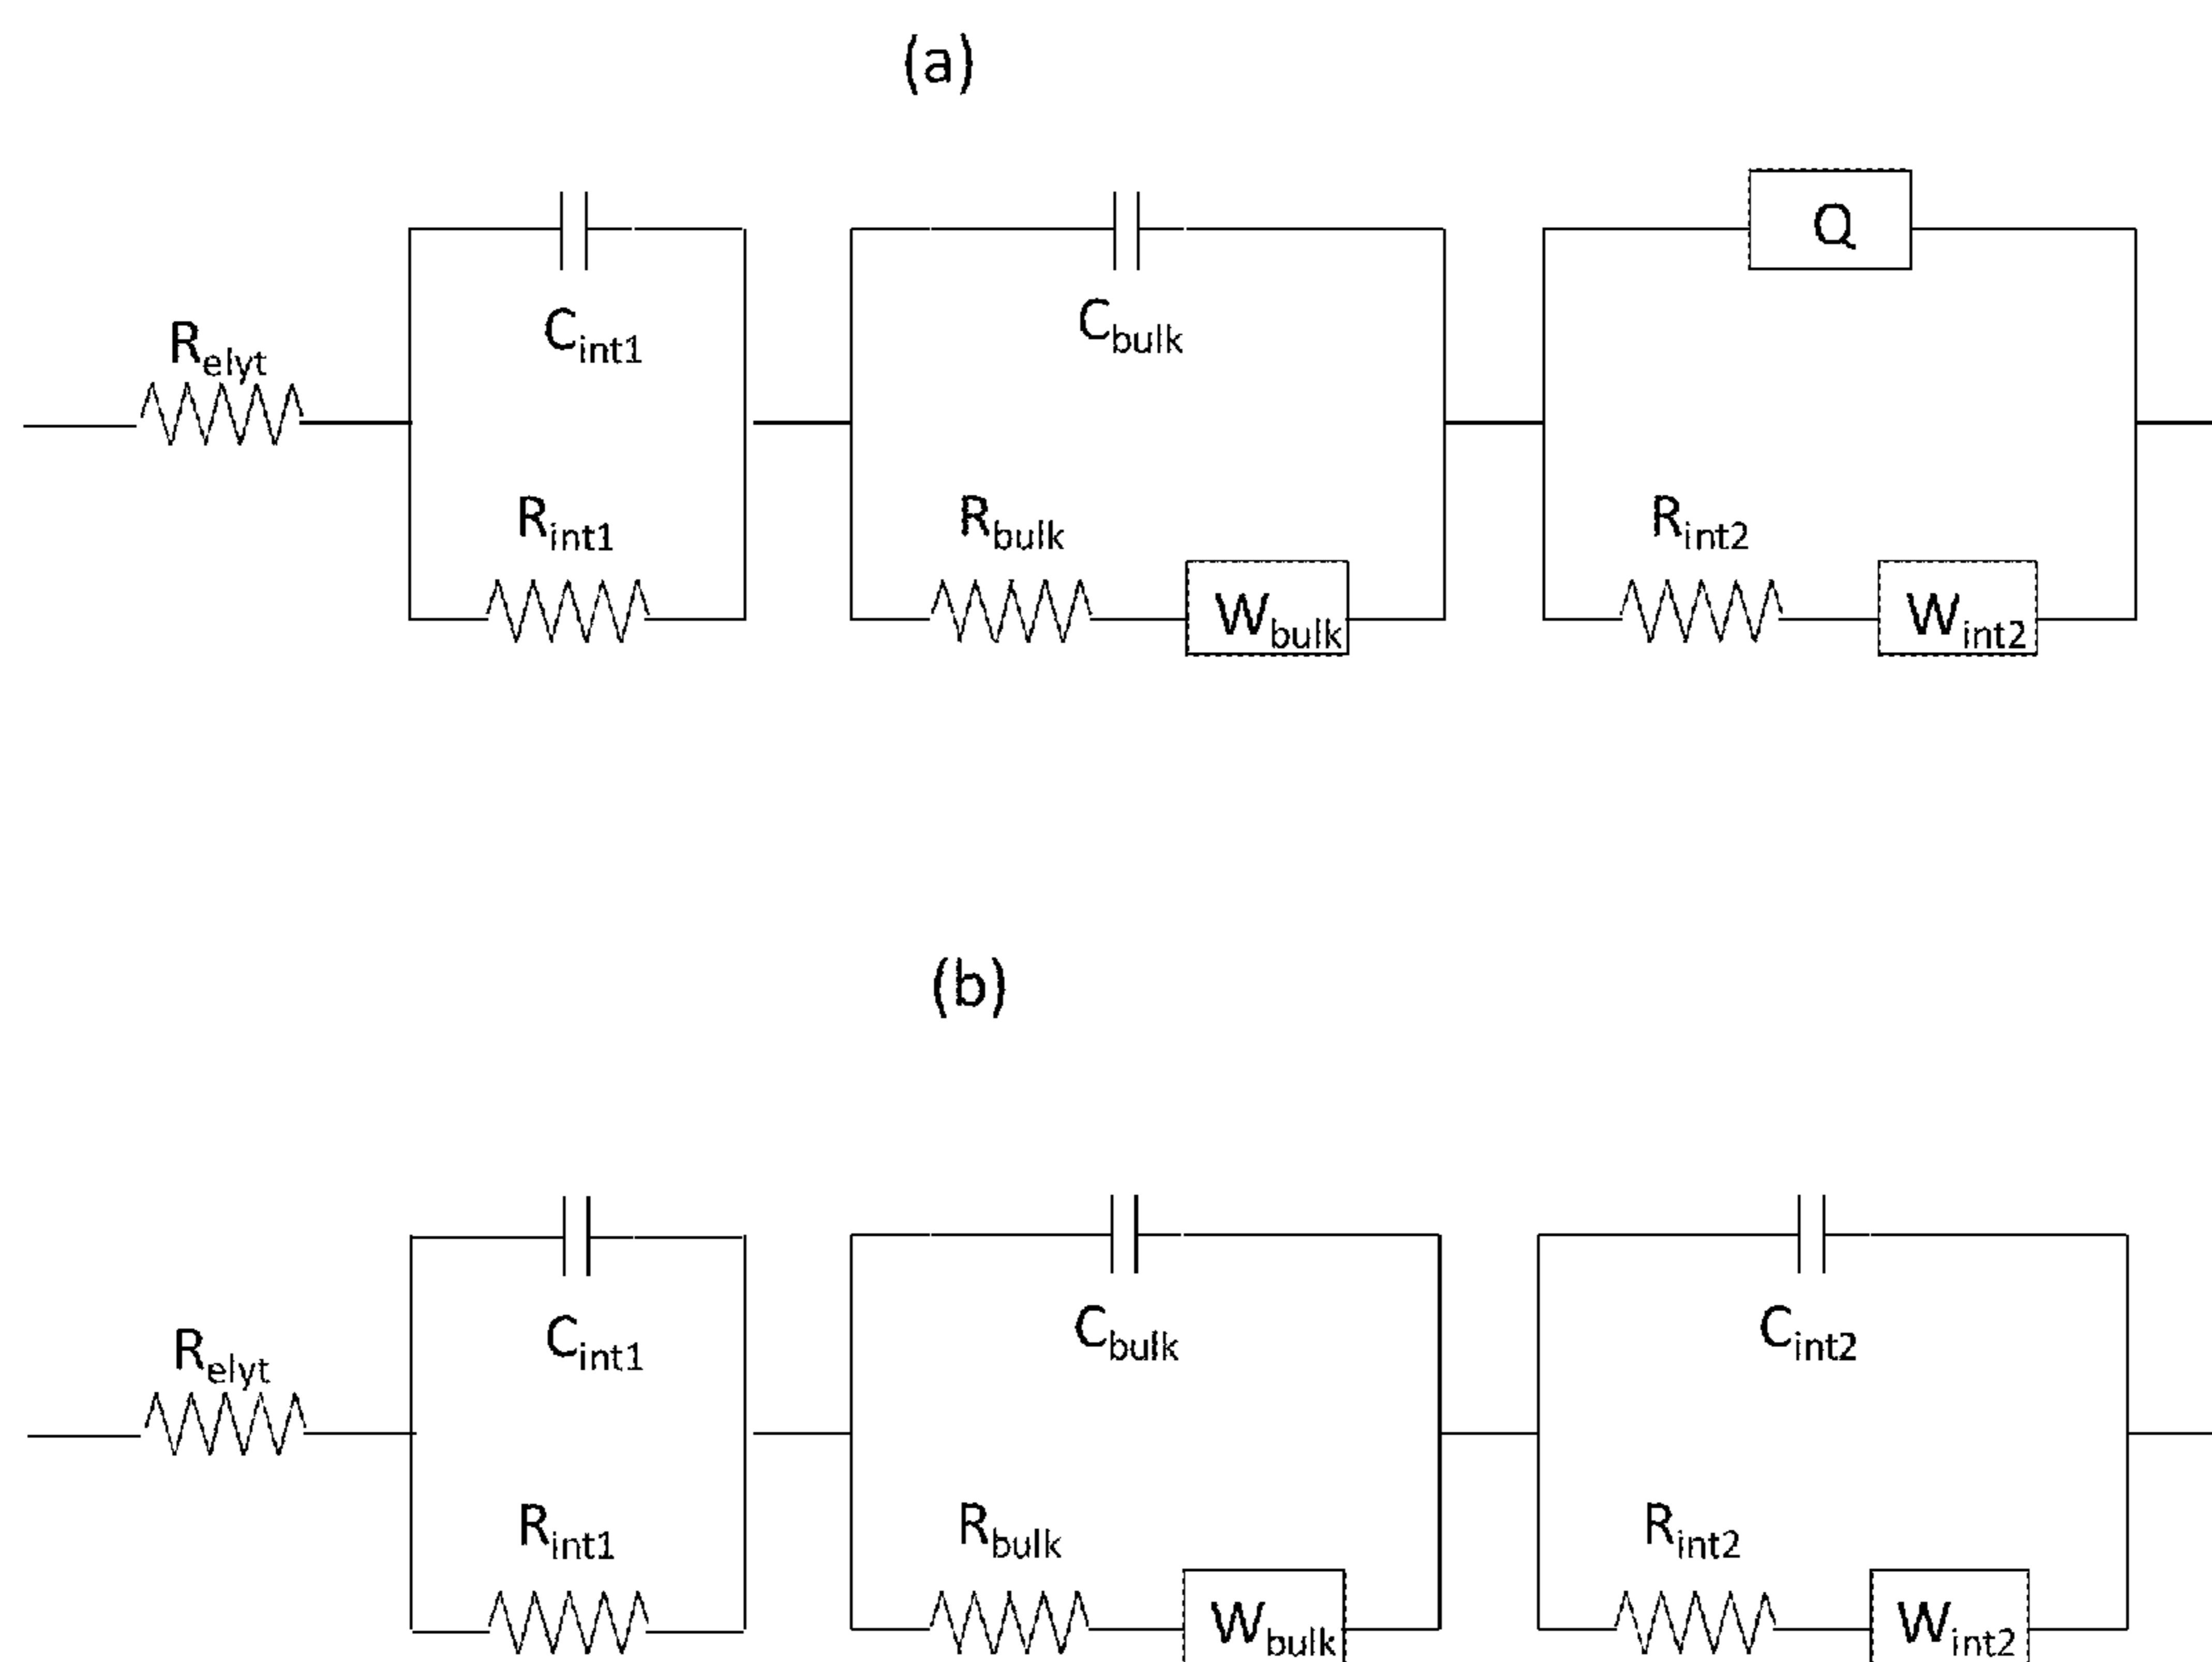 (a)
Q
C_int1
C_bulk
R_elyt
R_int1
R_bulk
R_int2
W_bulk
W_int2
(b)
C_int1
C_bulk
C_int2
R_elyt
R_int1
R_bulk
R_int2
W_bulk
W_int2